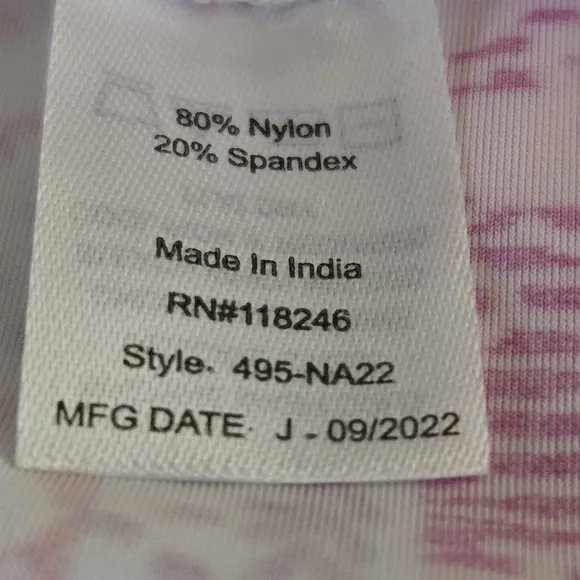 80% Nylon
20% Spandex
Made In India
RN#118246
Style. 495-NA22
MFG DATE. J - 09/2022